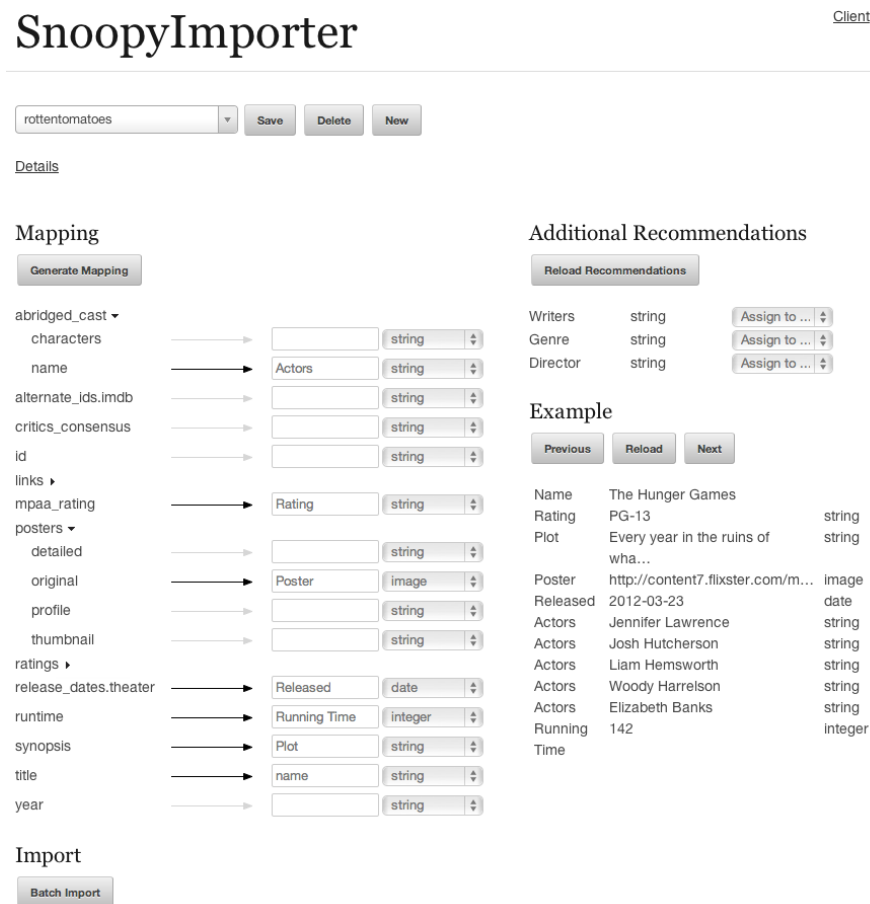 SnoopyImporter
Client
rottentomatoes Save Delete New
Details
Mapping
Generate Mapping
abridged_cast
characters string
name Actors string
alternate_ids.imdb string
critics_consensus string
id string
links
mpaa_rating Rating string
posters
detailed string
original Poster image
profile string
thumbnail string
ratings
release_dates.theater Released date
runtime Running Time integer
synopsis Plot string
title name string
year string
Import
Batch Import
Additional Recommendations
Reload Recommendations
Writers string Assign to ...
Genre string Assign to ...
Director string Assign to ...
Example
Previous Reload Next
Name The Hunger Games
Rating PG-13 string
Plot Every year in the ruins of string
wha...
Poster http://content7.flixster.com/m... image
Released 2012-03-23 date
Actors Jennifer Lawrence string
Actors Josh Hutcherson string
Actors Liam Hemsworth string
Actors Woody Harrelson string
Actors Elizabeth Banks string
Running 142 integer
Time